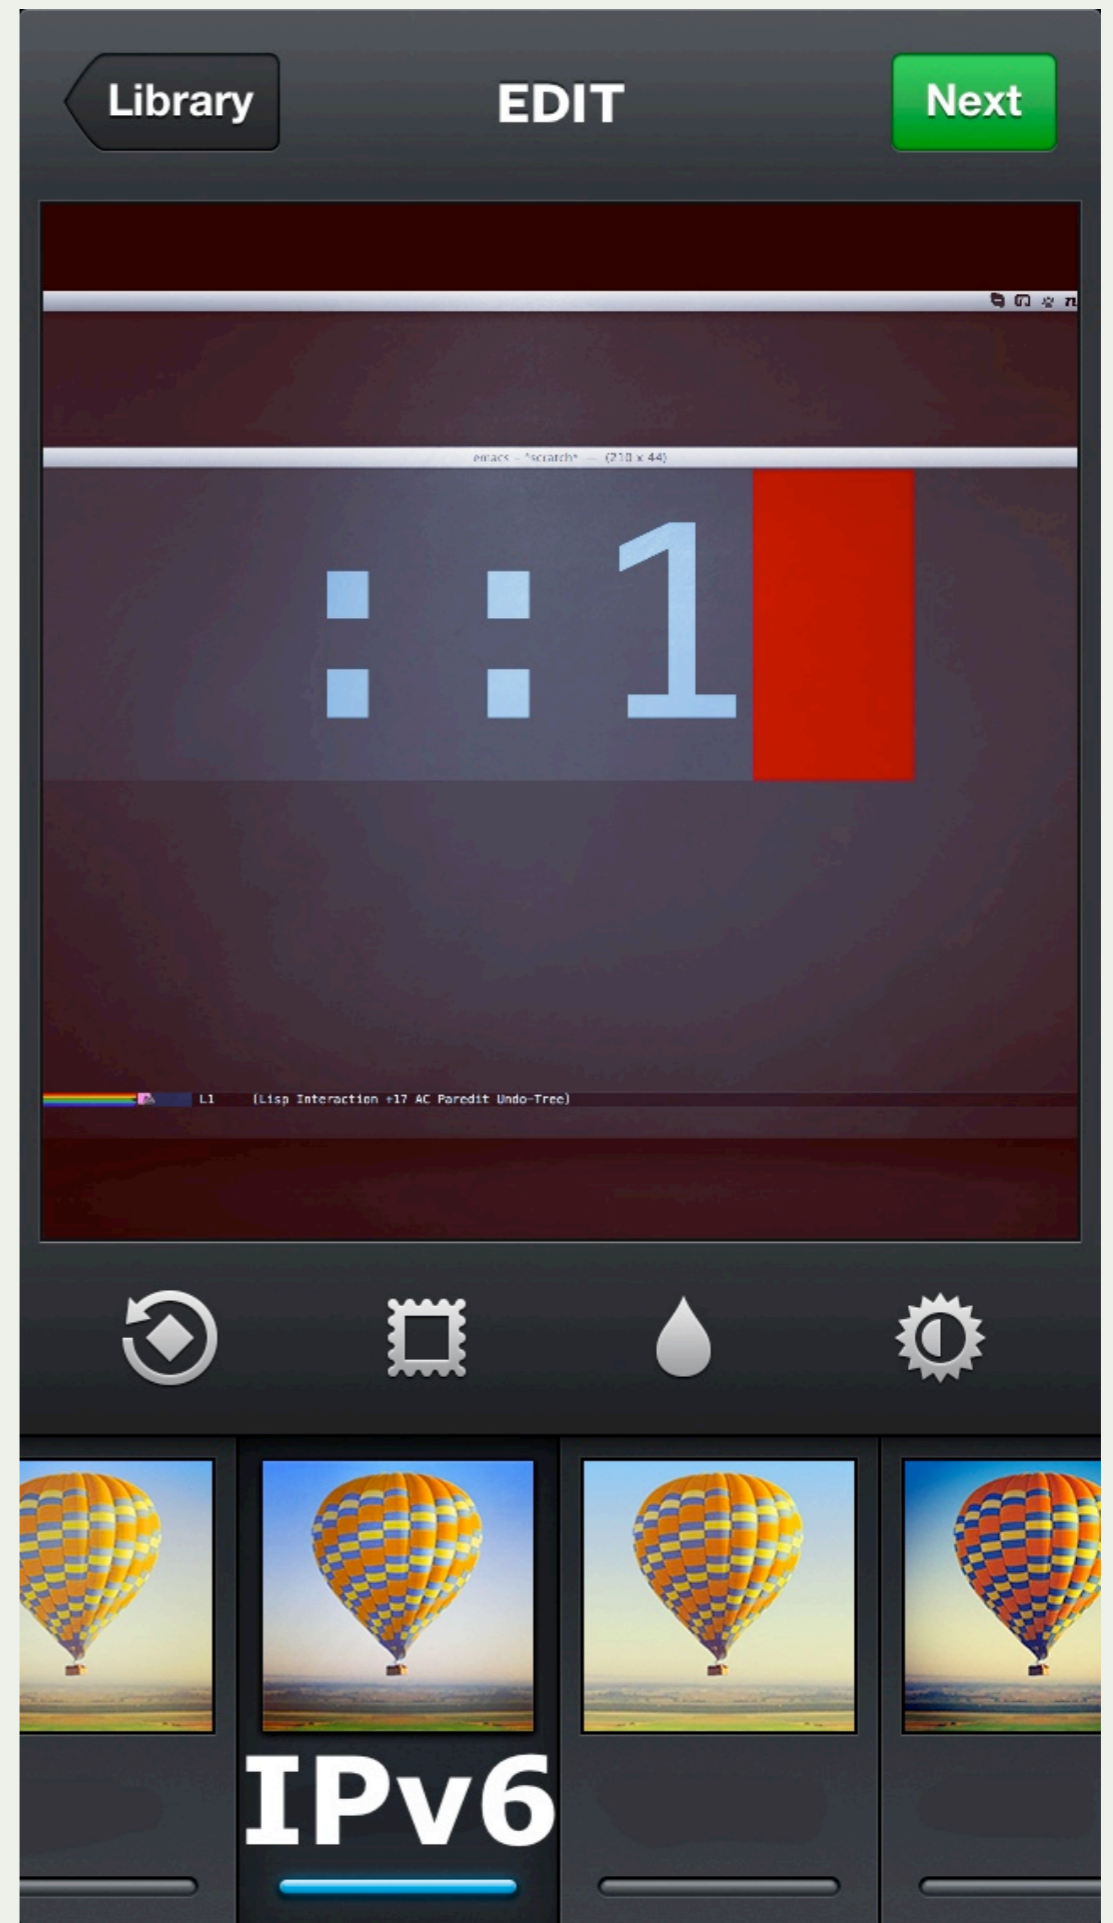 Library EDIT Next
emacs - *scratch* — (210 x 44)
::1
L1 (Lisp Interaction +17 AC Paredit Undo-Tree)
IPv6